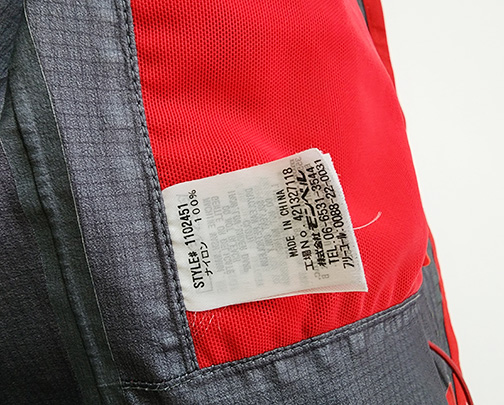 STYLE# 1102451
ナイロン 100%
MADE IN CHINA
工場No. 421327118
株式会社 モンベル
TEL 06-6531-3544
フリーコール 0088-22-0031